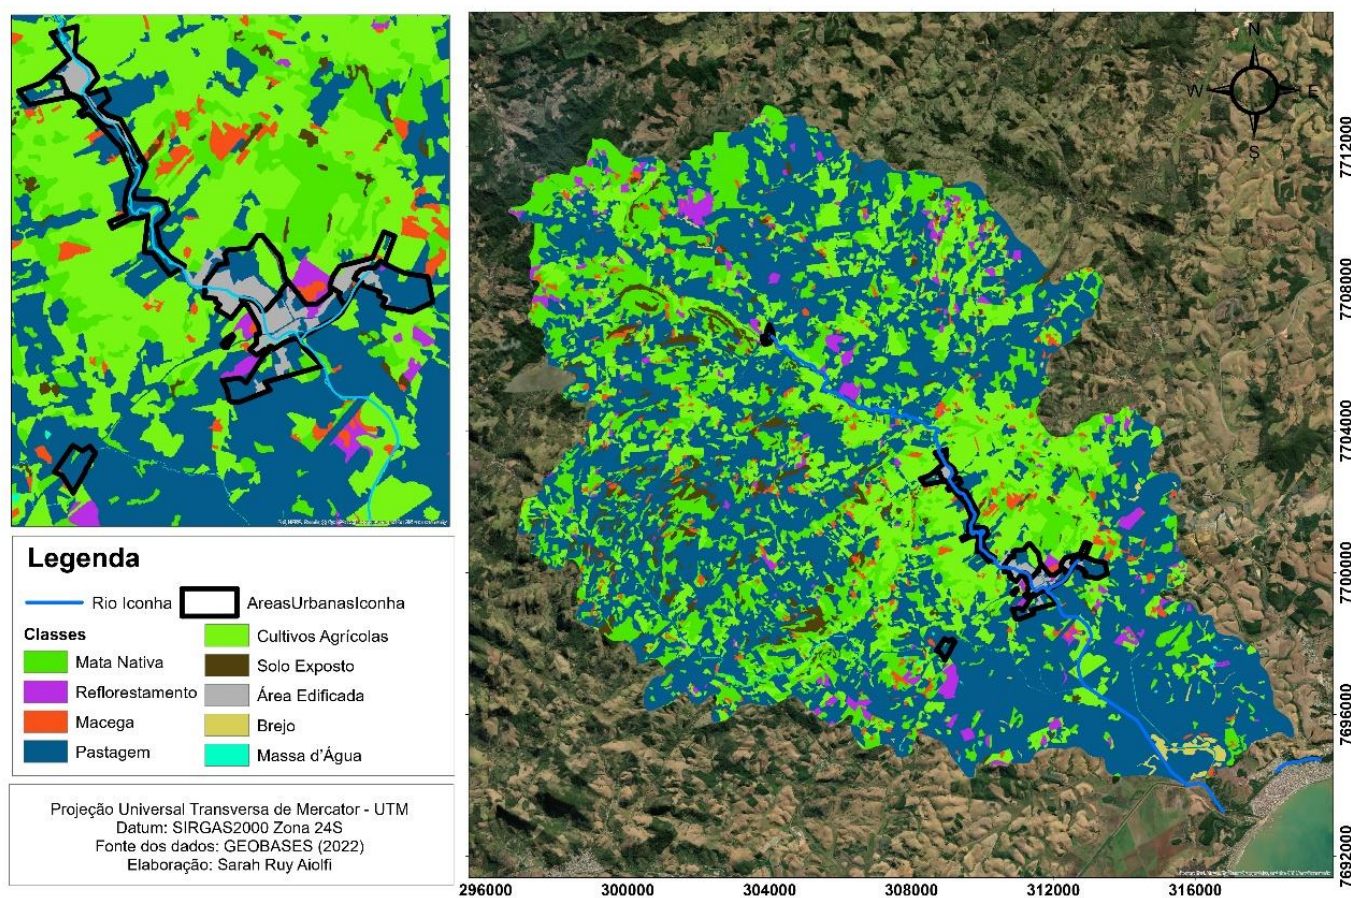 N
W
E
S
7712000
7708000
7704000
7700000
7696000
7692000
296000
300000
304000
308000
312000
316000
Legenda
Rio Iconha
AreasUrbanasIconha
Classes
Mata Nativa
Reflorestamento
Macega
Pastagem
Cultivos Agrícolas
Solo Exposto
Área Edificada
Brejo
Massa d'Água
Projeção Universal Transversa de Mercator - UTM
Datum: SIRGAS2000 Zona 24S
Fonte dos dados: GEOBASES (2022)
Elaboração: Sarah Ruy Aiolfi